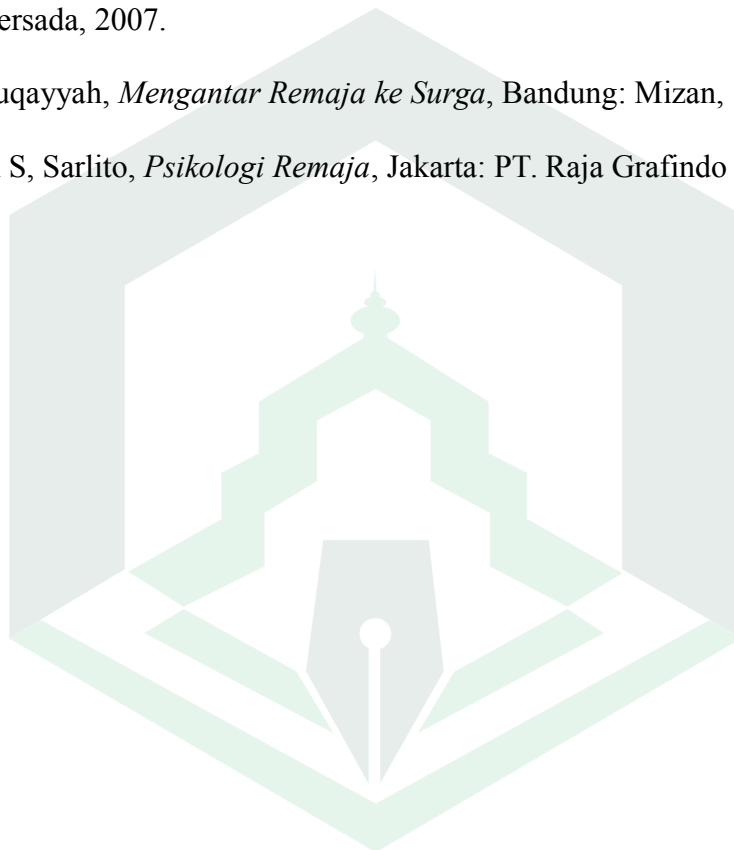 ersada, 2007.
uqayyah, Mengantar Remaja ke Surga, Bandung: Mizan,
S, Sarlito, Psikologi Remaja, Jakarta: PT. Raja Grafindo